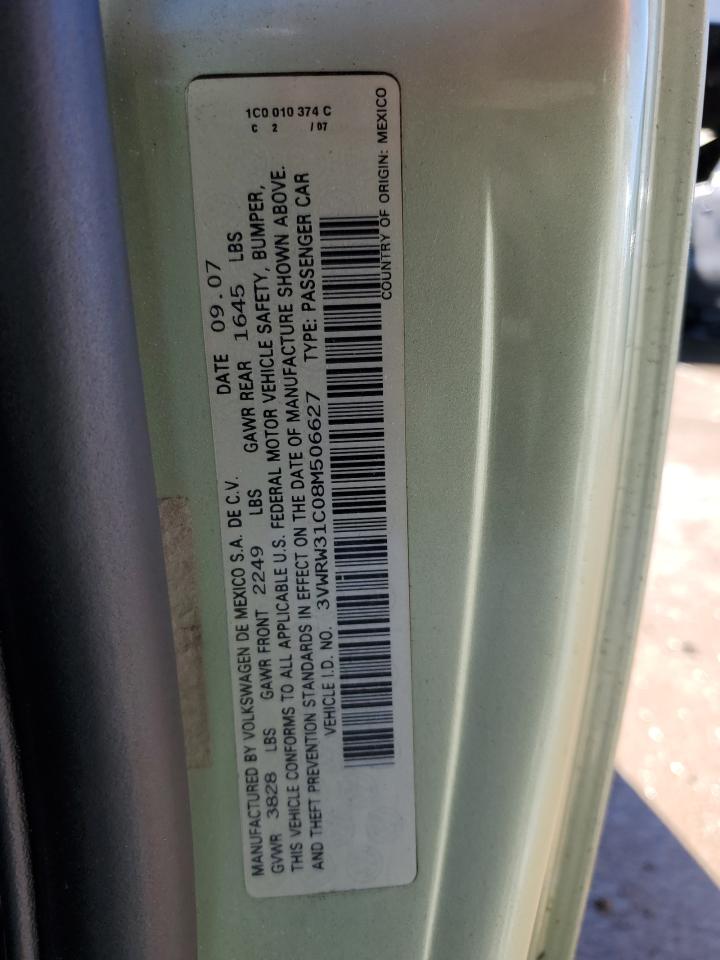 1C0 010 374 C
C 2 /07
MANUFACTURED BY VOLKSWAGEN DE MEXICO S.A. DE C.V. DATE 09.07
GVWR 3828 LBS GAWR FRONT 2249 LBS GAWR REAR 1645 LBS
THIS VEHICLE CONFORMS TO ALL APPLICABLE U.S. FEDERAL MOTOR VEHICLE SAFETY, BUMPER,
AND THEFT PREVENTION STANDARDS IN EFFECT ON THE DATE OF MANUFACTURE SHOWN ABOVE.
VEHICLE I.D. NO. 3VWRW31C08M506627 TYPE: PASSENGER CAR
COUNTRY OF ORIGIN: MEXICO